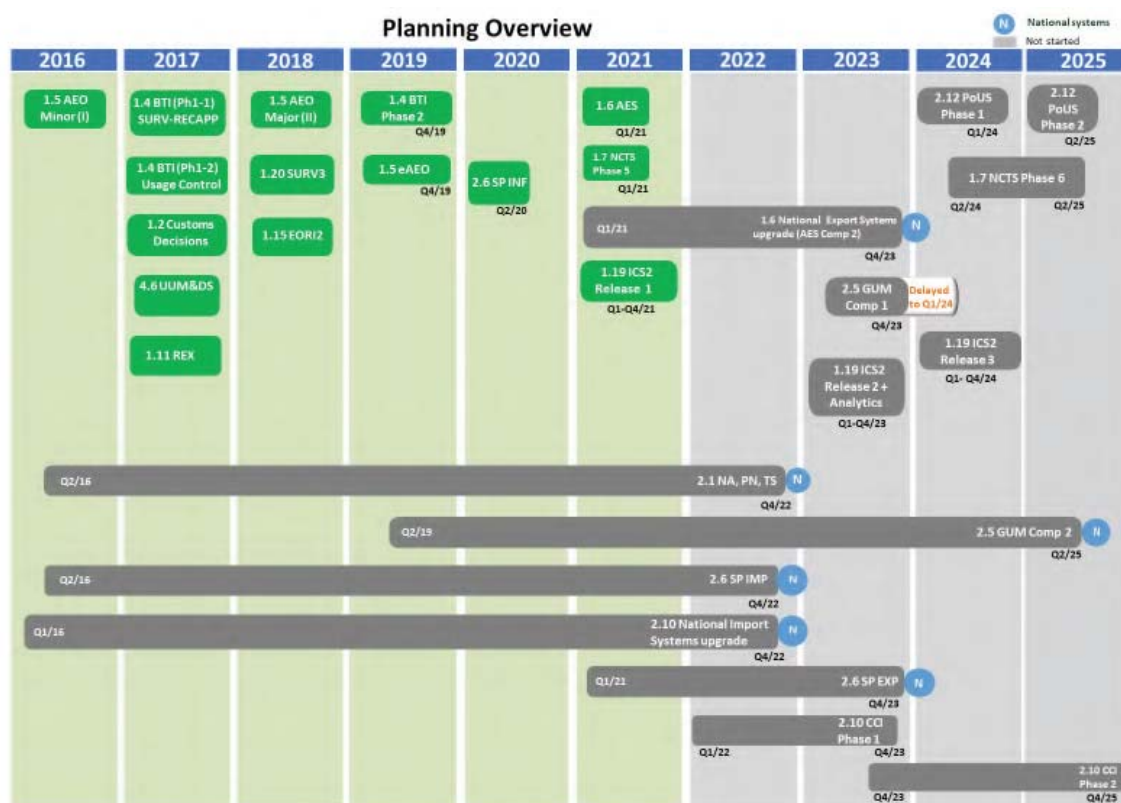 Planning Overview
N National systems
Not started
2016 2017 2018 2019 2020 2021 2022 2023 2024 2025
1.5 AEO
Minor (I)
1.4 BTI (Ph1-1)
SURV-RECAPP
1.5 AEO
Major (II)
1.4 BTI
Phase 2
Q4/19
1.6 AES
Q1/21
2.12 PoUS
Phase 1
Q1/24
2.12
PoUS
Phase 2
Q2/25
1.4 BTI (Ph1-2)
Usage Control
1.20 SURV3
1.5 eAEO
Q4/19
2.6 SP INF
Q2/20
1.7 NCTS
Phase 5
Q1/21
1.7 NCTS Phase 6
Q2/24
Q2/25
1.2 Customs
Decisions
1.15 EORI2
Q1/21
1.6 National Export Systems
upgrade (AES Comp 2)
N
Q4/23
4.6 UUM&DS
1.19 ICS2
Release 1
Q1-Q4/21
2.5 GUM
Comp 1
Q4/23
Delayed
to Q1/24
1.11 REX
1.19 ICS2
Release 3
Q1- Q4/24
1.19 ICS2
Release 2 +
Analytics
Q1-Q4/23
Q2/16
2.1 NA, PN, TS
N
Q4/22
Q2/19
2.5 GUM Comp 2
N
Q2/25
Q2/16
2.6 SP IMP
N
Q4/22
Q1/16
2.10 National Import
Systems upgrade
N
Q4/22
Q1/21
2.6 SP EXP
N
Q4/23
2.10 CCI
Phase 1
Q1/22
Q4/23
2.10 CCI
Phase 2
Q4/23
Q4/25